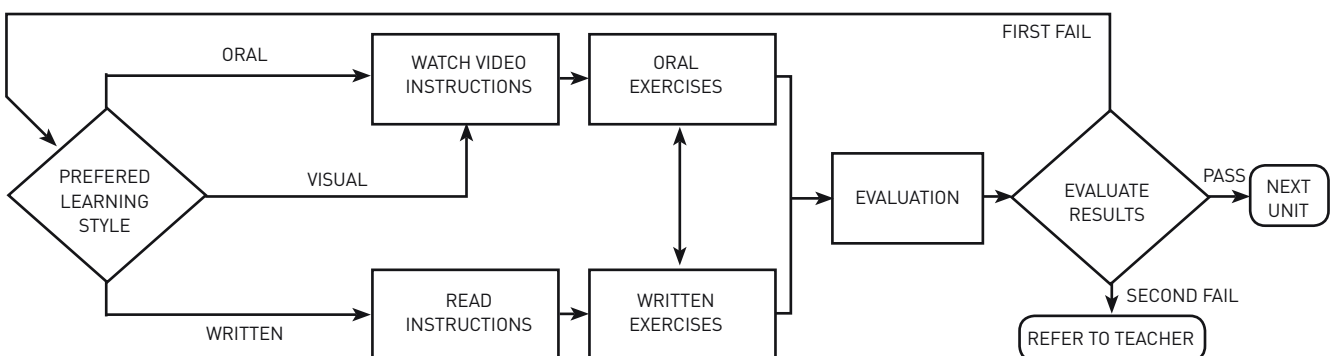 FIRST FAIL
ORAL
WATCH VIDEO
INSTRUCTIONS
ORAL
EXERCISES
PREFERED
LEARNING
STYLE
VISUAL
EVALUATION
EVALUATE
RESULTS
PASS
NEXT
UNIT
WRITTEN
READ
INSTRUCTIONS
WRITTEN
EXERCISES
SECOND FAIL
REFER TO TEACHER